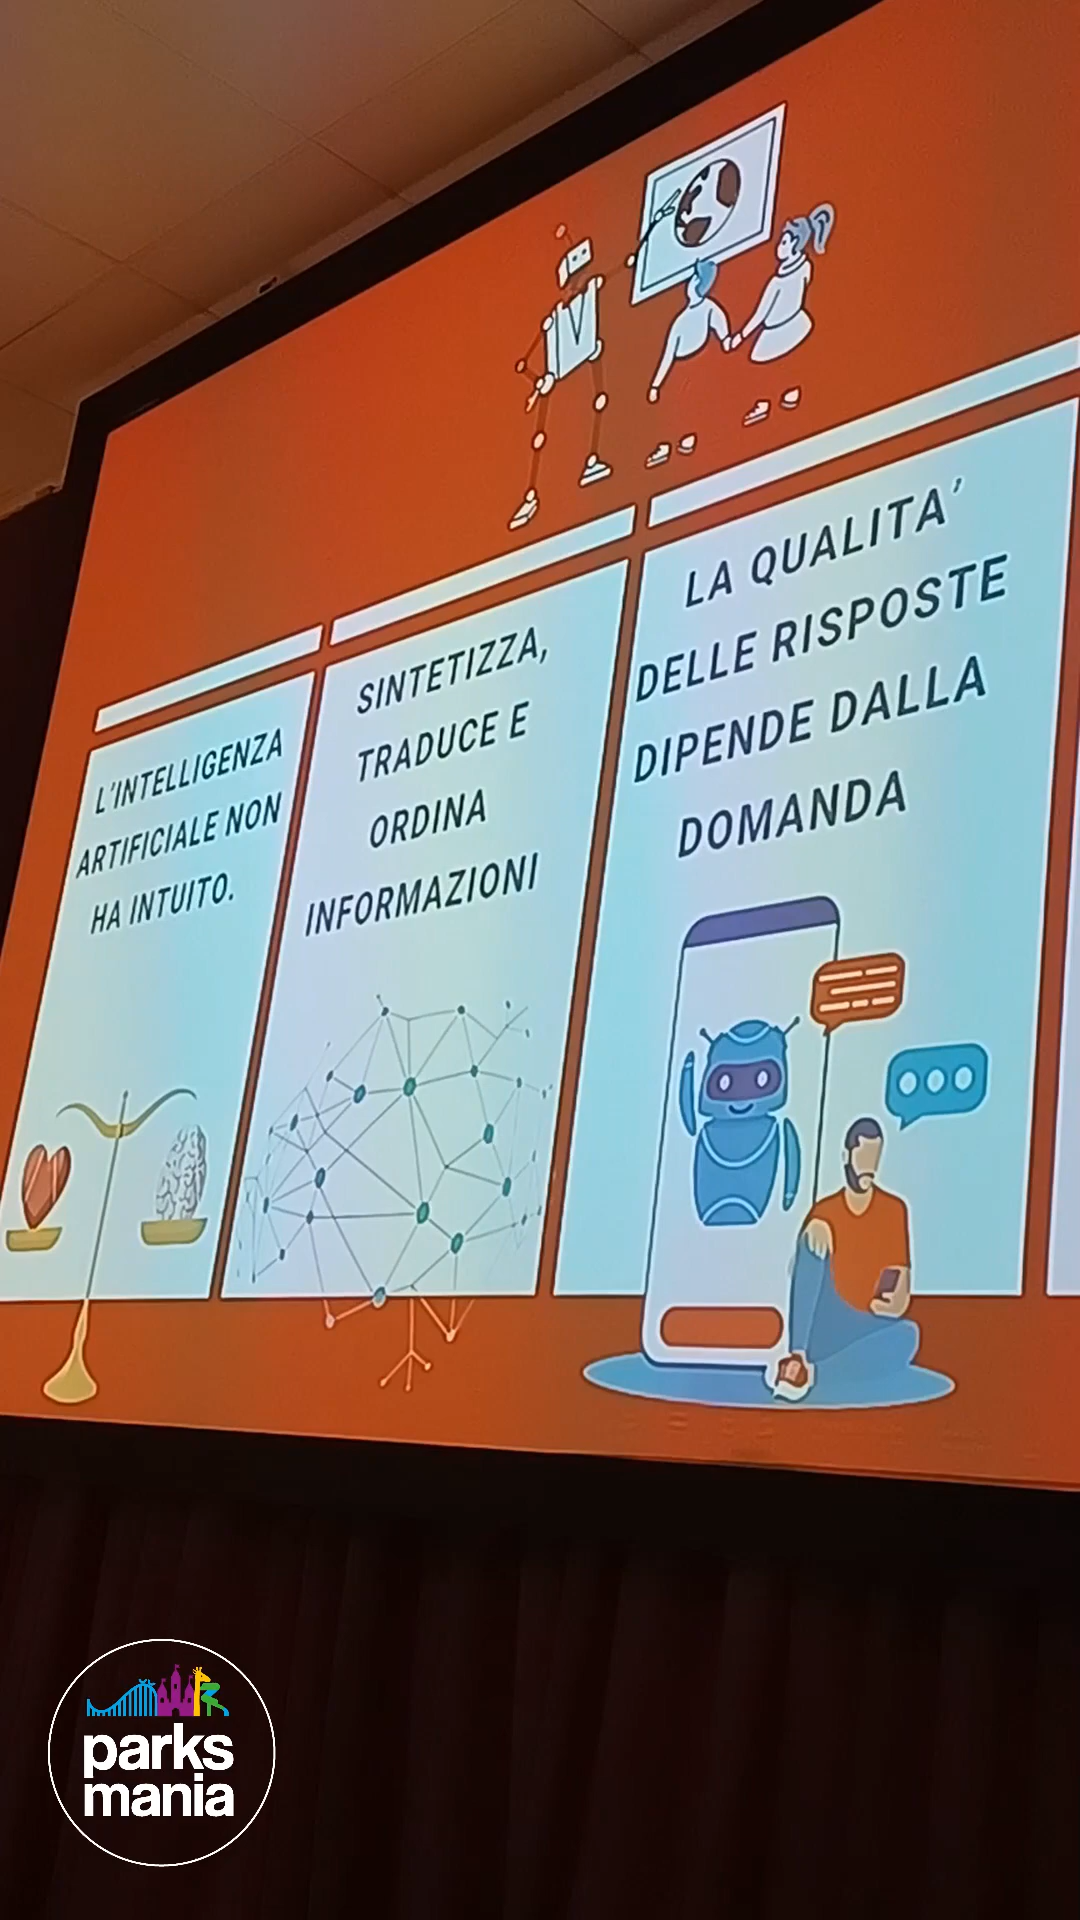 L'INTELLIGENZA
ARTIFICIALE NON
HA INTUITO.
SINTETIZZA,
TRADUCE E
ORDINA
INFORMAZIONI
LA QUALITA'
DELLE RISPOSTE
DIPENDE DALLA
DOMANDA
parks
mania